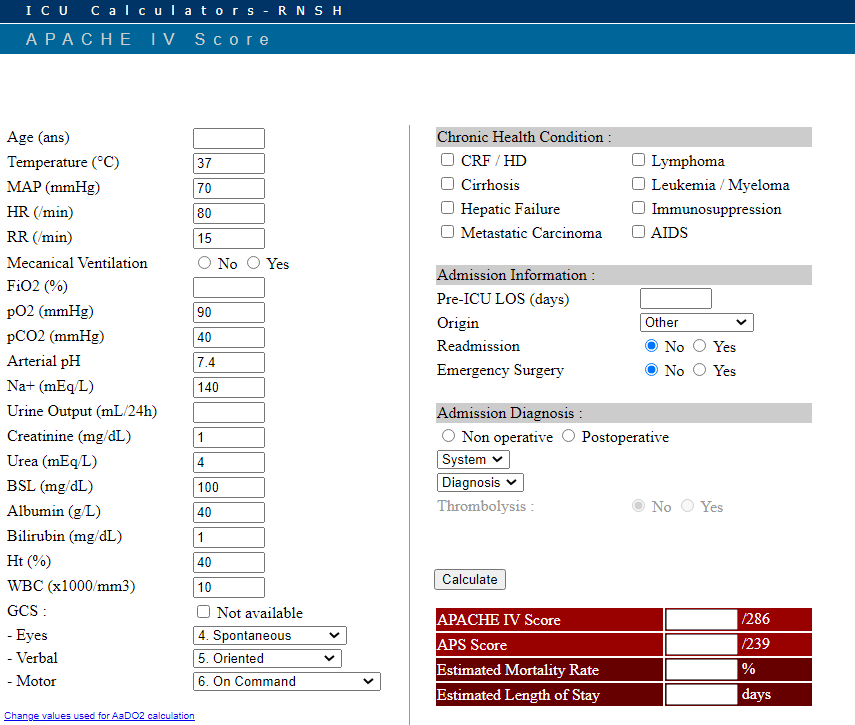 ICU Calculators-RNSH
APACHE IV Score
Age (ans)
Temperature (°C) 37
MAP (mmHg) 70
HR (/min) 80
RR (/min) 15
Mecanical Ventilation No Yes
FiO2 (%)
pO2 (mmHg) 90
pCO2 (mmHg) 40
Arterial pH 7.4
Na+ (mEq/L) 140
Urine Output (mL/24h)
Creatinine (mg/dL) 1
Urea (mEq/L) 4
BSL (mg/dL) 100
Albumin (g/L) 40
Bilirubin (mg/dL) 1
Ht (%) 40
WBC (x1000/mm3) 10
GCS : Not available
- Eyes 4. Spontaneous
- Verbal 5. Oriented
- Motor 6. On Command
Change values used for AaDO2 calculation
Chronic Health Condition :
CRF / HD Lymphoma
Cirrhosis Leukemia / Myeloma
Hepatic Failure Immunosuppression
Metastatic Carcinoma AIDS
Admission Information :
Pre-ICU LOS (days)
Origin Other
Readmission No Yes
Emergency Surgery No Yes
Admission Diagnosis :
Non operative Postoperative
System
Diagnosis
Thrombolysis : No Yes
Calculate
APACHE IV Score /286
APS Score /239
Estimated Mortality Rate %
Estimated Length of Stay days